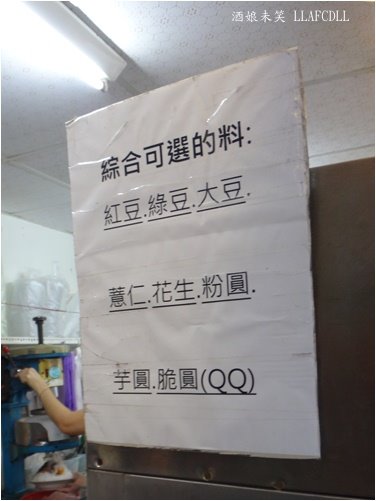 酒娘未笑 LLAFCDLL
綜合可選的料:
紅豆.綠豆.大豆.
薏仁.花生.粉圓.
芋圓.脆圓(QQ)